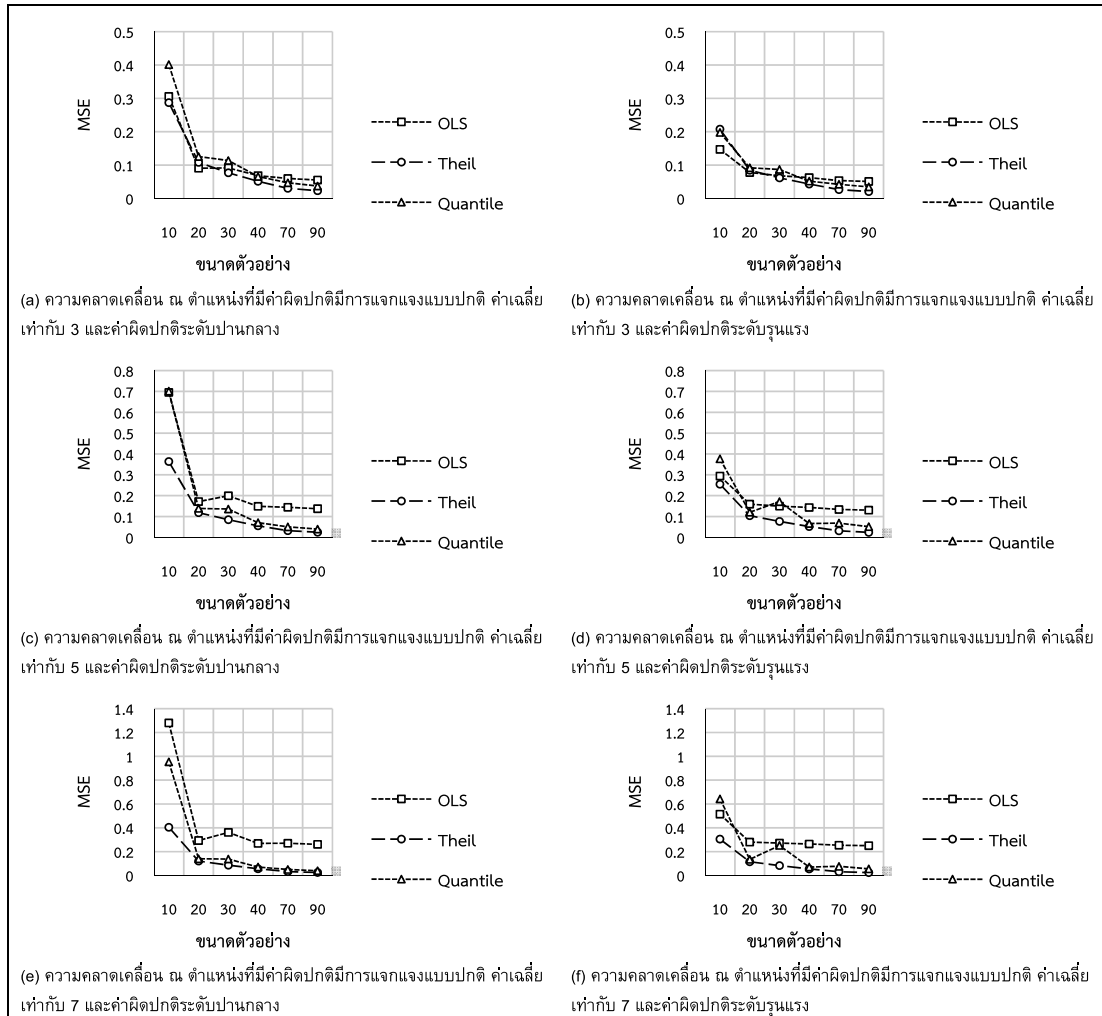 0.5
0.4
0.3
0.2
0.1
0
MSE
10 20 30 40 70 90
ขนาดตัวอย่าง
OLS
Theil
Quantile
(a) ความคลาดเคลื่อน ณ ตำแหน่งที่มีค่าผิดปกติมีการแจกแจงแบบปกติ ค่าเฉลี่ย
เท่ากับ 3 และค่าผิดปกติระดับปานกลาง
0.5
0.4
0.3
0.2
0.1
0
MSE
10 20 30 40 70 90
ขนาดตัวอย่าง
OLS
Theil
Quantile
(b) ความคลาดเคลื่อน ณ ตำแหน่งที่มีค่าผิดปกติมีการแจกแจงแบบปกติ ค่าเฉลี่ย
เท่ากับ 3 และค่าผิดปกติระดับรุนแรง
0.8
0.7
0.6
0.5
0.4
0.3
0.2
0.1
0
MSE
10 20 30 40 70 90
ขนาดตัวอย่าง
OLS
Theil
Quantile
(c) ความคลาดเคลื่อน ณ ตำแหน่งที่มีค่าผิดปกติมีการแจกแจงแบบปกติ ค่าเฉลี่ย
เท่ากับ 5 และค่าผิดปกติระดับปานกลาง
0.8
0.7
0.6
0.5
0.4
0.3
0.2
0.1
0
MSE
10 20 30 40 70 90
ขนาดตัวอย่าง
OLS
Theil
Quantile
(d) ความคลาดเคลื่อน ณ ตำแหน่งที่มีค่าผิดปกติมีการแจกแจงแบบปกติ ค่าเฉลี่ย
เท่ากับ 5 และค่าผิดปกติระดับรุนแรง
1.4
1.2
1
0.8
0.6
0.4
0.2
0
MSE
10 20 30 40 70 90
ขนาดตัวอย่าง
OLS
Theil
Quantile
(e) ความคลาดเคลื่อน ณ ตำแหน่งที่มีค่าผิดปกติมีการแจกแจงแบบปกติ ค่าเฉลี่ย
เท่ากับ 7 และค่าผิดปกติระดับปานกลาง
1.4
1.2
1
0.8
0.6
0.4
0.2
0
MSE
10 20 30 40 70 90
ขนาดตัวอย่าง
OLS
Theil
Quantile
(f) ความคลาดเคลื่อน ณ ตำแหน่งที่มีค่าผิดปกติมีการแจกแจงแบบปกติ ค่าเฉลี่ย
เท่ากับ 7 และค่าผิดปกติระดับรุนแรง